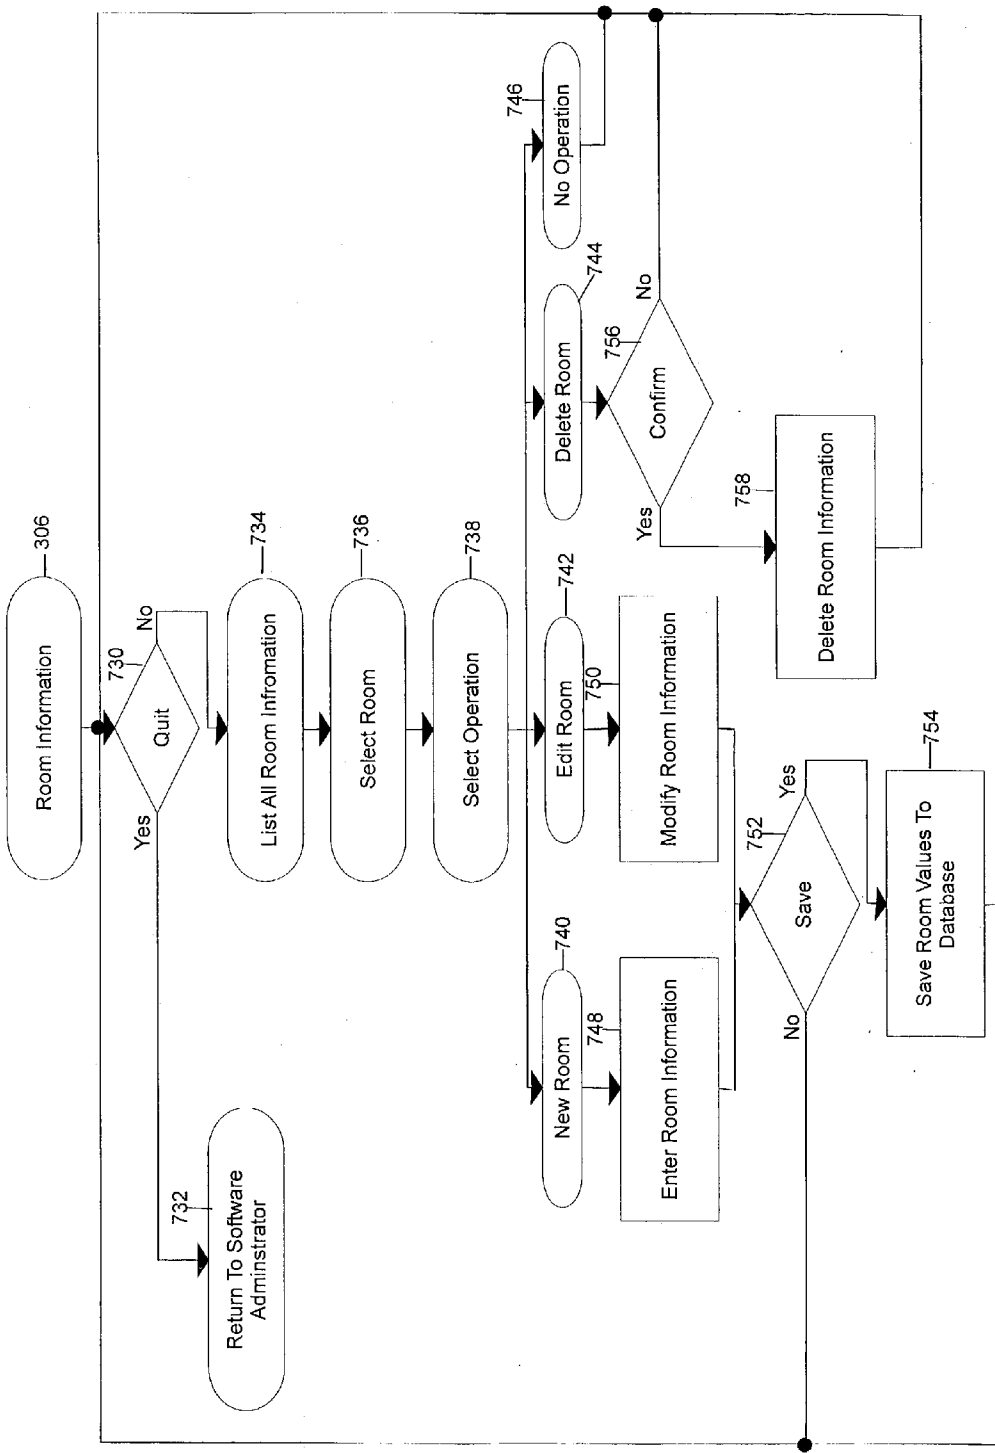 Room Information
306
730
Quit
No
Yes
732
Return To Software
Adminstrator
734
List All Room Infromation
736
Select Room
738
Select Operation
740
New Room
742
Edit Room
744
Delete Room
746
No Operation
748
Enter Room Information
750
Modify Room Information
756
Confirm
Yes
No
758
Delete Room Information
752
Save
No
Yes
754
Save Room Values To
Database